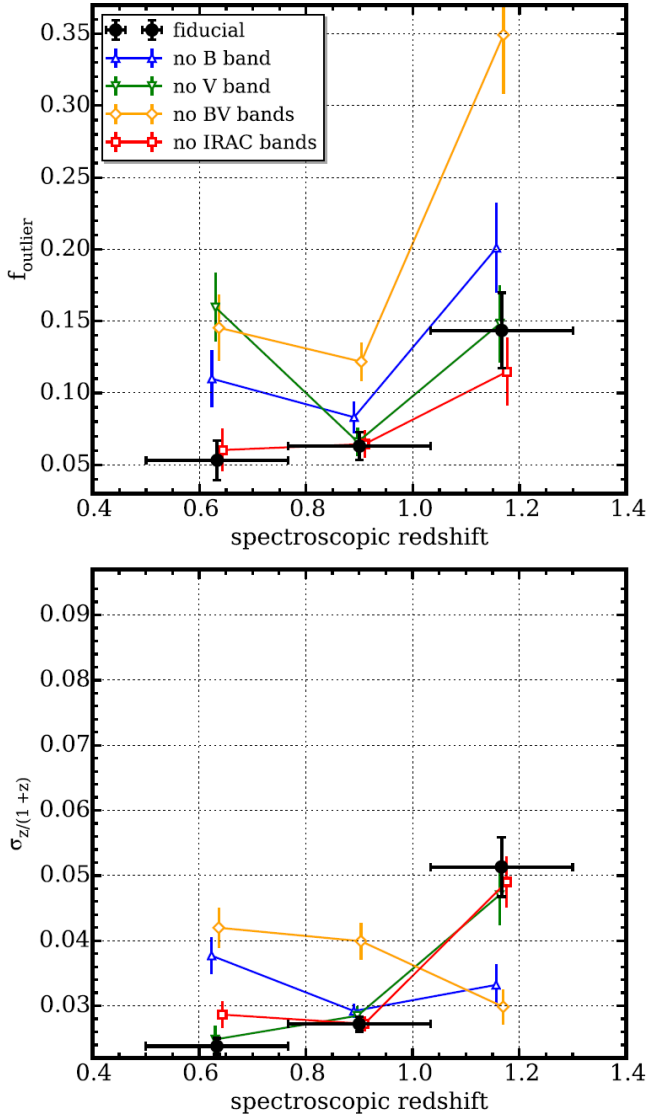 0.35
0.30
0.25
0.20
0.15
0.10
0.05
f_outlier
fiducial
no B band
no V band
no BV bands
no IRAC bands
0.4 0.6 0.8 1.0 1.2 1.4
spectroscopic redshift
0.09
0.08
0.07
0.06
0.05
0.04
0.03
σ_z/(1+z)
0.4 0.6 0.8 1.0 1.2 1.4
spectroscopic redshift